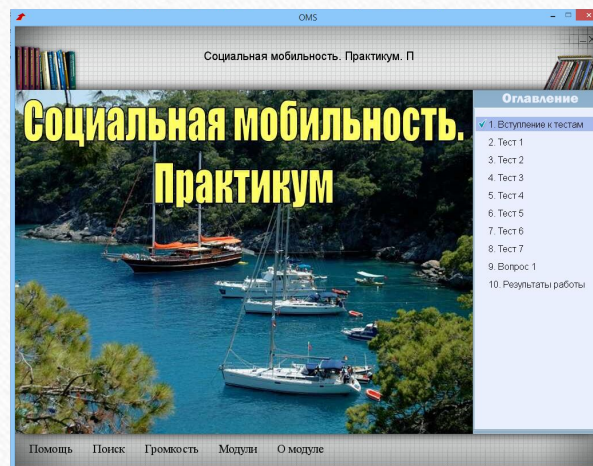 OMS
Социальная мобильность. Практикум. П
Социальная мобильность.
Практикум
Оглавление
1. Вступление к тестам
2. Тест 1
3. Тест 2
4. Тест 3
5. Тест 4
6. Тест 5
7. Тест 6
8. Тест 7
9. Вопрос 1
10. Результаты работы
Помощь Поиск Громкость Модули О модуле